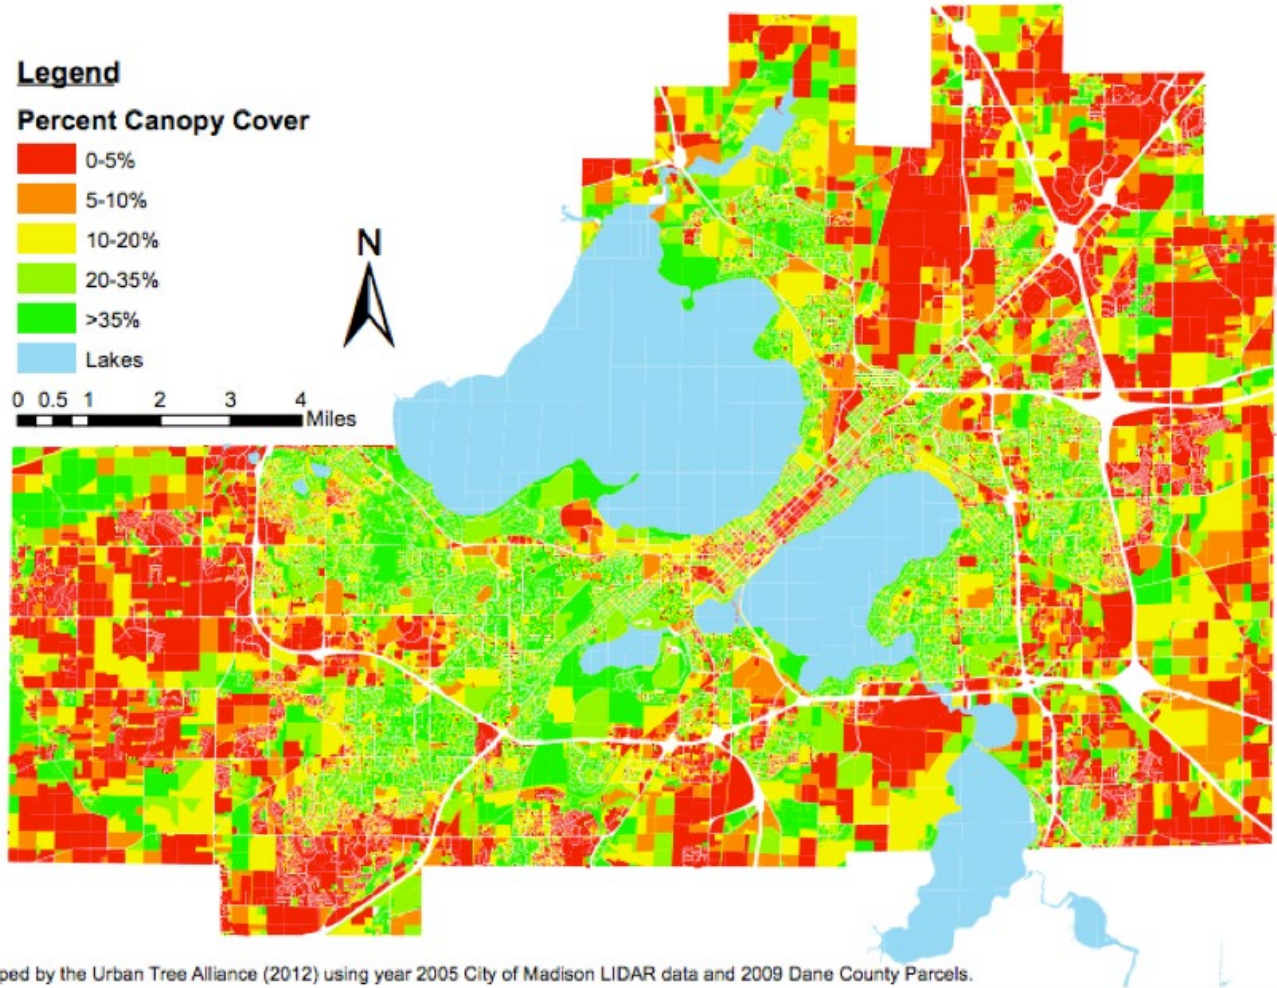 Legend
Percent Canopy Cover
0-5%
5-10%
10-20%
20-35%
>35%
Lakes
N
0 0.5 1 2 3 4
Miles
ped by the Urban Tree Alliance (2012) using year 2005 City of Madison LIDAR data and 2009 Dane County Parcels.